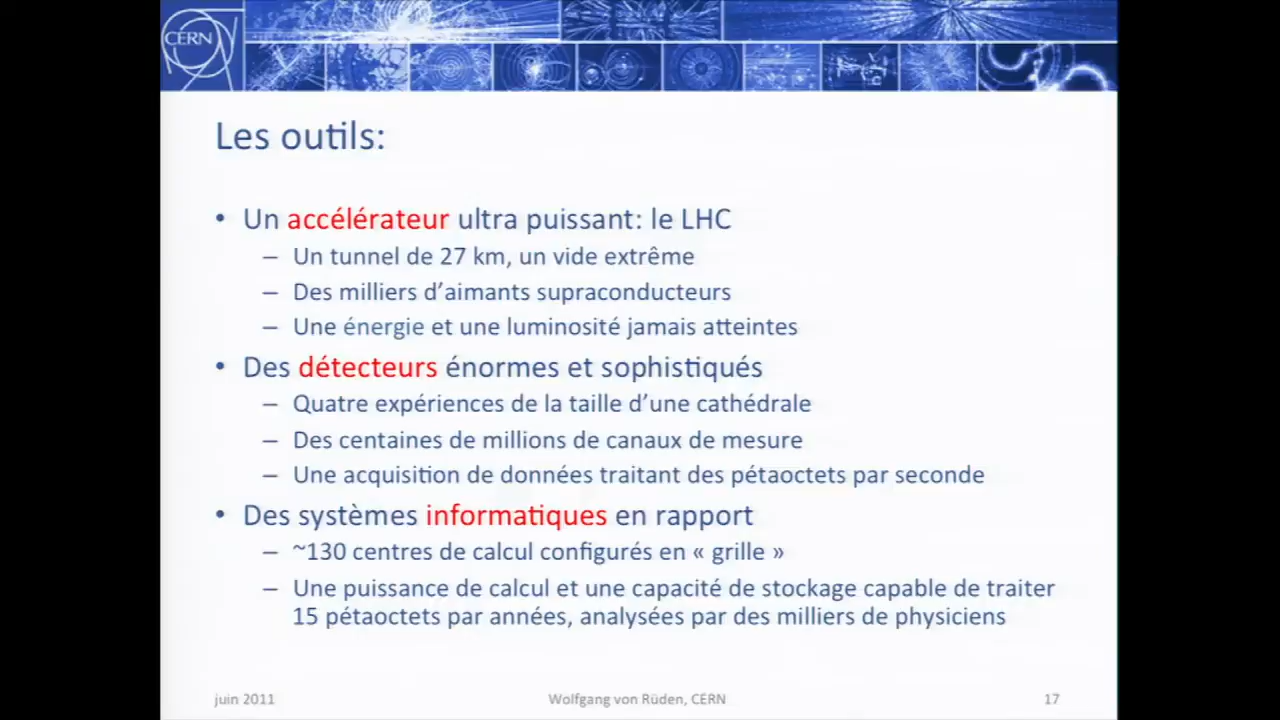 CERN
Les outils:
• Un accélérateur ultra puissant: le LHC
– Un tunnel de 27 km, un vide extrême
– Des milliers d’aimants supraconducteurs
– Une énergie et une luminosité jamais atteintes
• Des détecteurs énormes et sophistiqués
– Quatre expériences de la taille d’une cathédrale
– Des centaines de millions de canaux de mesure
– Une acquisition de données traitant des pétaoctets par seconde
• Des systèmes informatiques en rapport
– ~130 centres de calcul configurés en « grille »
– Une puissance de calcul et une capacité de stockage capable de traiter
15 pétaoctets par années, analysées par des milliers de physiciens
juin 2011
Wolfgang von Rüden, CERN
17